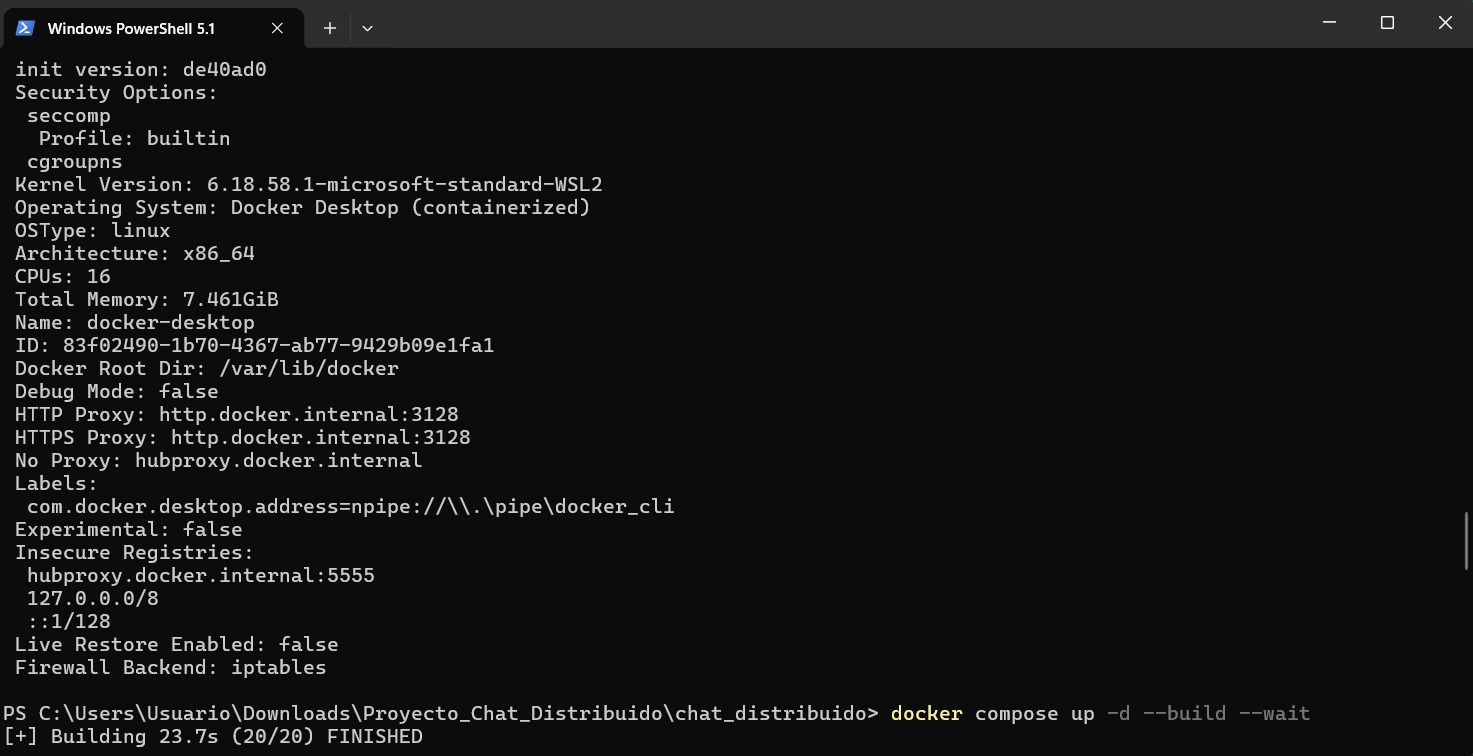 Windows PowerShell 5.1
init version: de40ad0
Security Options:
seccomp
Profile: builtin
cgroupns
Kernel Version: 6.18.58.1-microsoft-standard-WSL2
Operating System: Docker Desktop (containerized)
OSType: linux
Architecture: x86_64
CPUs: 16
Total Memory: 7.461GiB
Name: docker-desktop
ID: 83f02490-1b70-4367-ab77-9429b09e1fa1
Docker Root Dir: /var/lib/docker
Debug Mode: false
HTTP Proxy: http.docker.internal:3128
HTTPS Proxy: http.docker.internal:3128
No Proxy: hubproxy.docker.internal
Labels:
com.docker.desktop.address=npipe://\\.\pipe\docker_cli
Experimental: false
Insecure Registries:
hubproxy.docker.internal:5555
127.0.0.0/8
::1/128
Live Restore Enabled: false
Firewall Backend: iptables
PS C:\Users\Usuario\Downloads\Proyecto_Chat_Distribuido\chat_distribuido> docker compose up -d --build --wait
[+] Building 23.7s (20/20) FINISHED